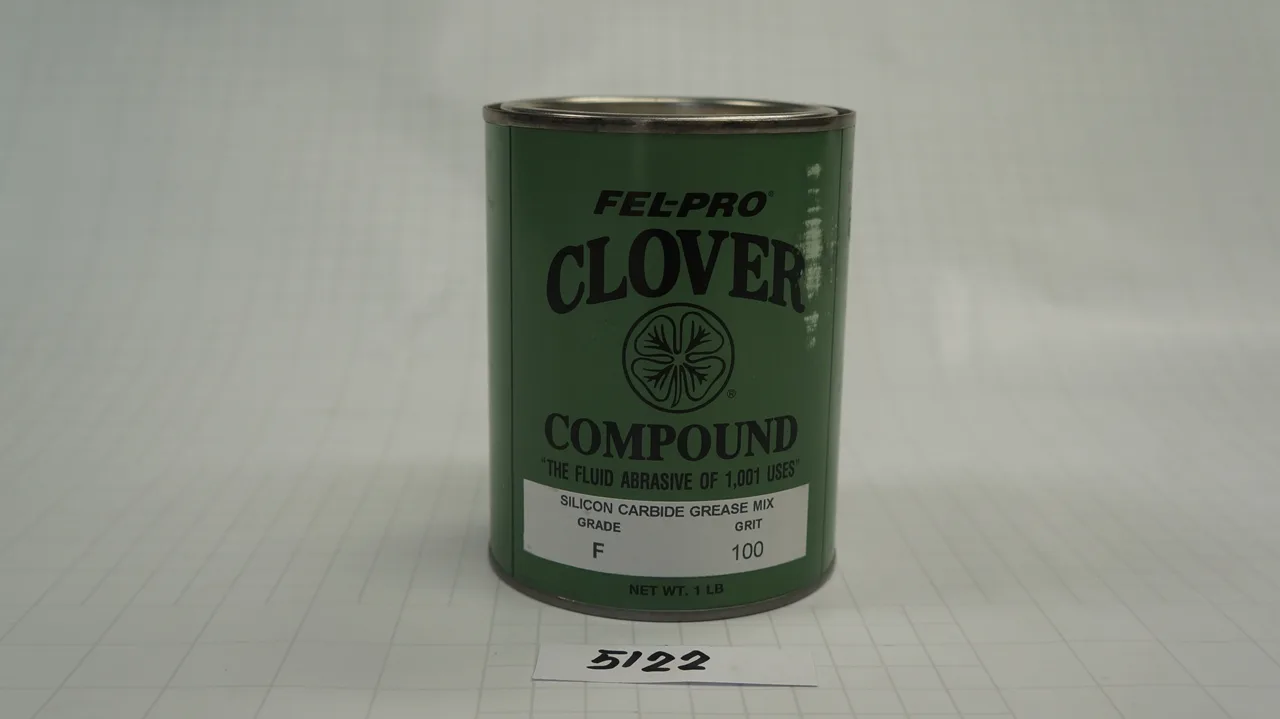 FEL-PRO®
CLOVER
®
COMPOUND
"THE FLUID ABRASIVE OF 1,001 USES"
SILICON CARBIDE GREASE MIX
GRADE GRIT
F 100
NET WT. 1 LB
5122